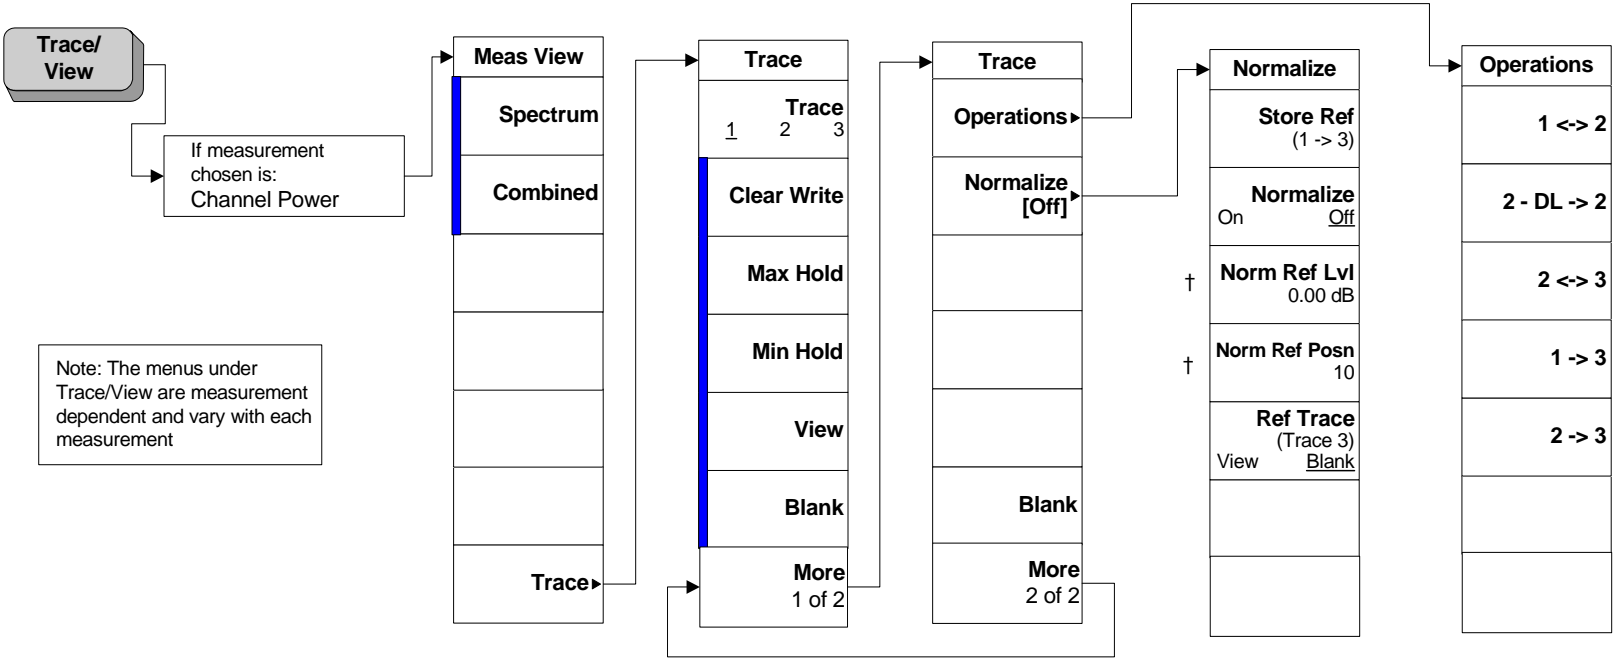 Trace/
View
If measurement
chosen is:
Channel Power
Note: The menus under
Trace/View are measurement
dependent and vary with each
measurement
Meas View
Spectrum
Combined
Trace
Trace
Trace
1 2 3
Clear Write
Max Hold
Min Hold
View
Blank
More
1 of 2
Trace
Operations
Normalize
[Off]
Blank
More
2 of 2
Normalize
Store Ref
(1 -> 3)
Normalize
On Off
† Norm Ref Lvl
0.00 dB
† Norm Ref Posn
10
Ref Trace
(Trace 3)
View Blank
Operations
1 <-> 2
2 - DL -> 2
2 <-> 3
1 -> 3
2 -> 3